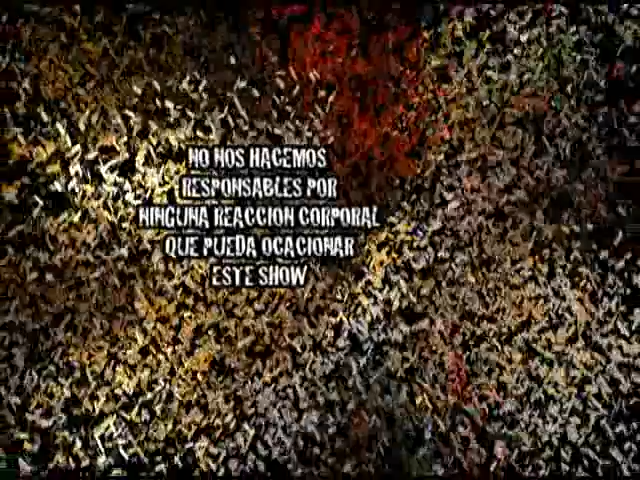 NO NOS HACEMOS
RESPONSABLES POR
NINGUNA REACCION CORPORAL
QUE PUEDA OCACIONAR
ESTE SHOW